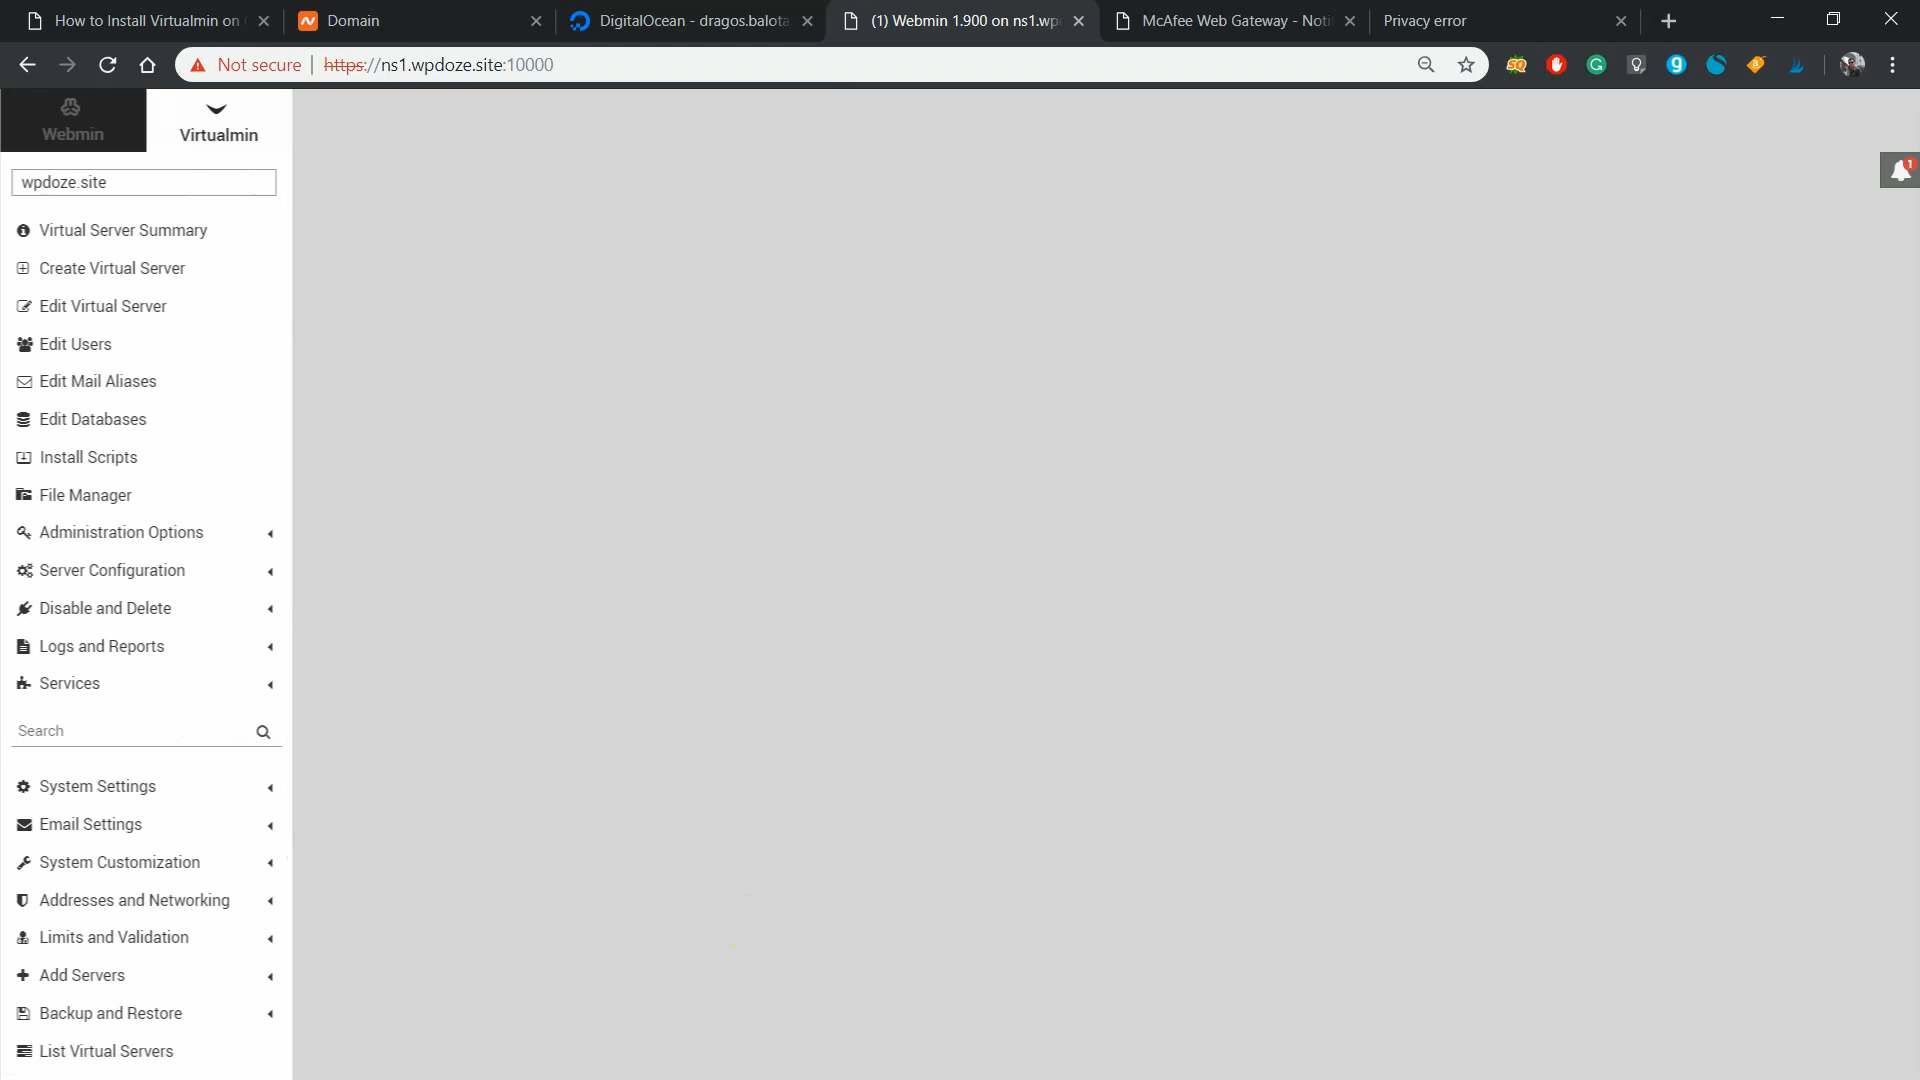 How to Install Virtualmin on
Domain
DigitalOcean - dragos.balota
(1) Webmin 1.900 on ns1.wp
McAfee Web Gateway - Noti
Privacy error
Not secure
https://ns1.wpdoze.site:10000
Webmin
Virtualmin
wpdoze.site
1
Virtual Server Summary
Create Virtual Server
Edit Virtual Server
Edit Users
Edit Mail Aliases
Edit Databases
Install Scripts
File Manager
Administration Options
Server Configuration
Disable and Delete
Logs and Reports
Services
Search
System Settings
Email Settings
System Customization
Addresses and Networking
Limits and Validation
Add Servers
Backup and Restore
List Virtual Servers